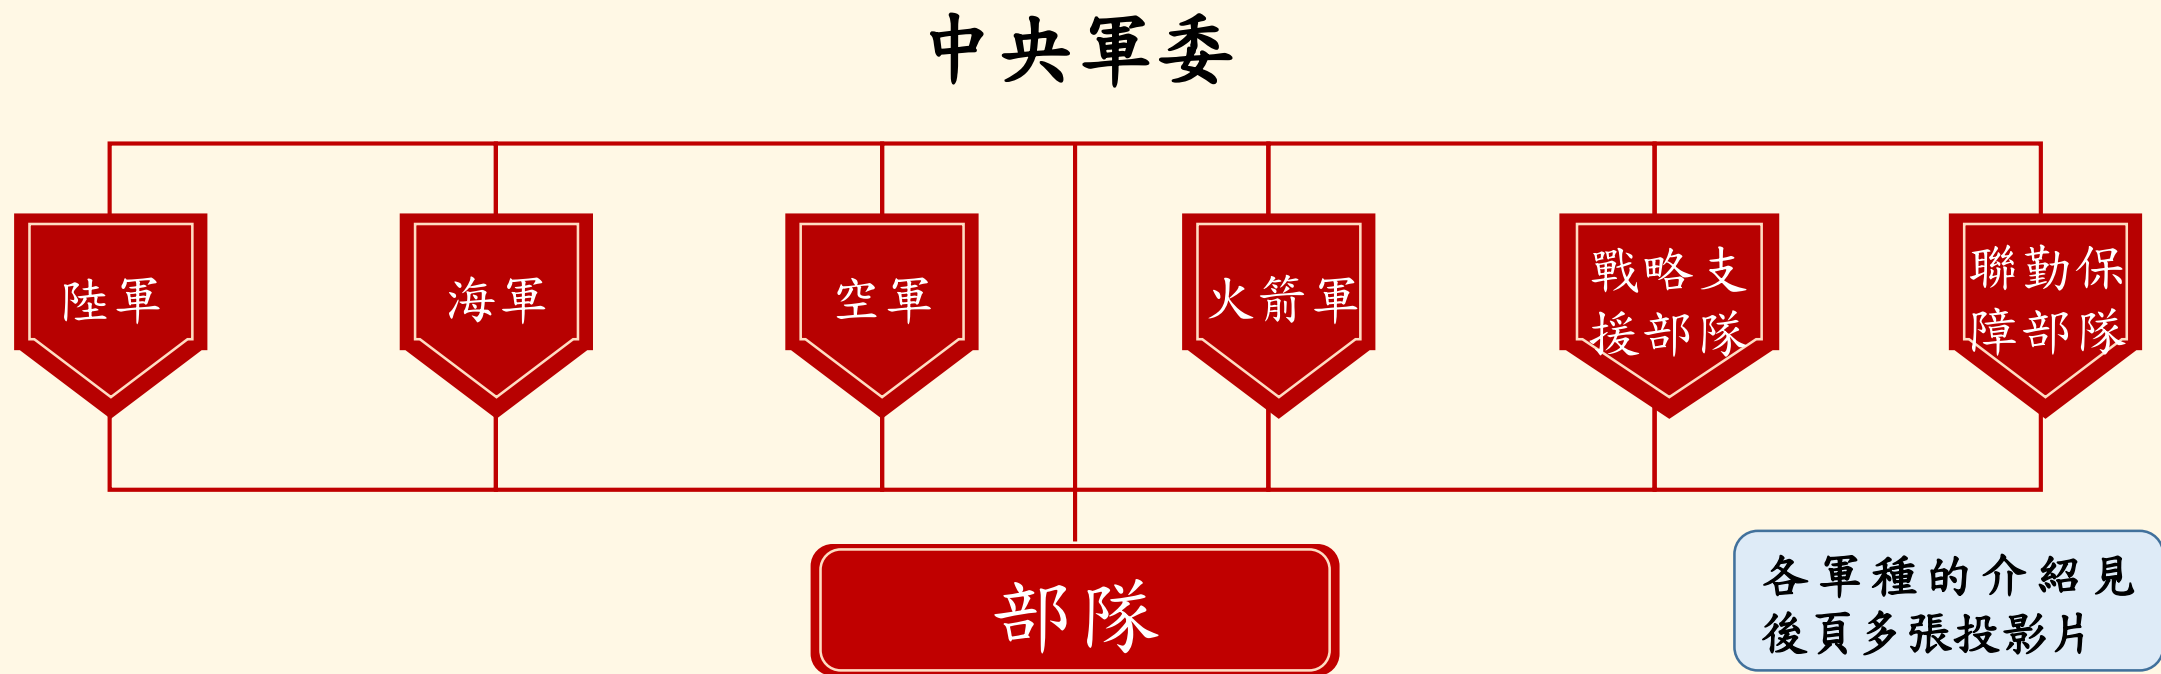 中央軍委
陸軍
海軍
空軍
火箭軍
戰略支
援部隊
聯勤保
障部隊
部隊
各軍種的介紹見
後頁多張投影片